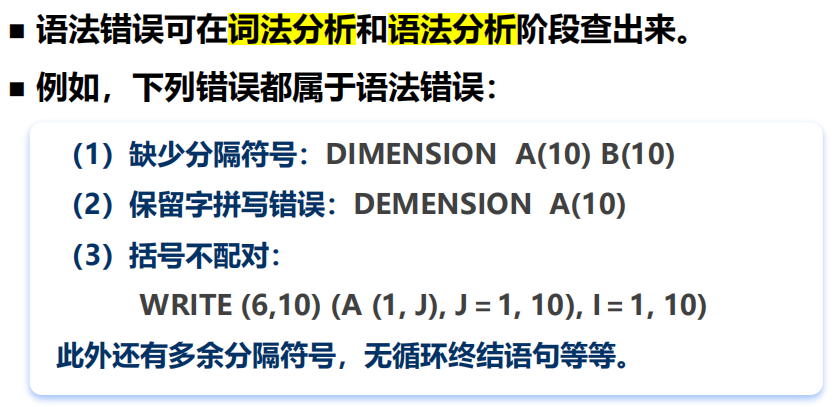 ■ 语法错误可在词法分析和语法分析阶段查出来。
■ 例如，下列错误都属于语法错误：
（1）缺少分隔符号：DIMENSION A(10) B(10)
（2）保留字拼写错误：DEMENSION A(10)
（3）括号不配对：
WRITE (6,10) (A (1, J), J = 1, 10), I = 1, 10)
此外还有多余分隔符号，无循环终结语句等等。